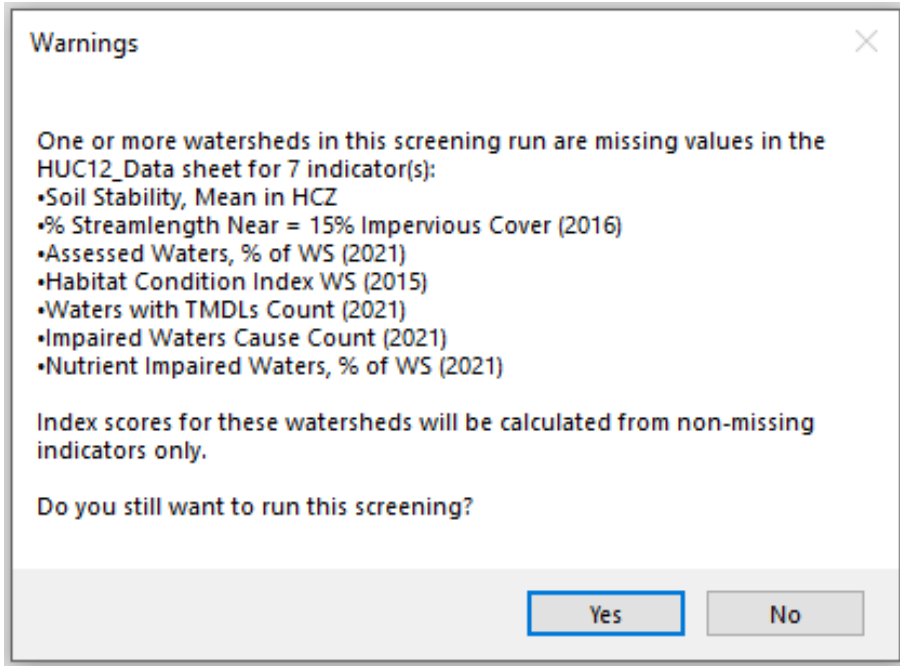 Warnings
One or more watersheds in this screening run are missing values in the
HUC12_Data sheet for 7 indicator(s):
•Soil Stability, Mean in HCZ
•% Streamlength Near = 15% Impervious Cover (2016)
•Assessed Waters, % of WS (2021)
•Habitat Condition Index WS (2015)
•Waters with TMDLs Count (2021)
•Impaired Waters Cause Count (2021)
•Nutrient Impaired Waters, % of WS (2021)
Index scores for these watersheds will be calculated from non-missing
indicators only.
Do you still want to run this screening?
Yes
No